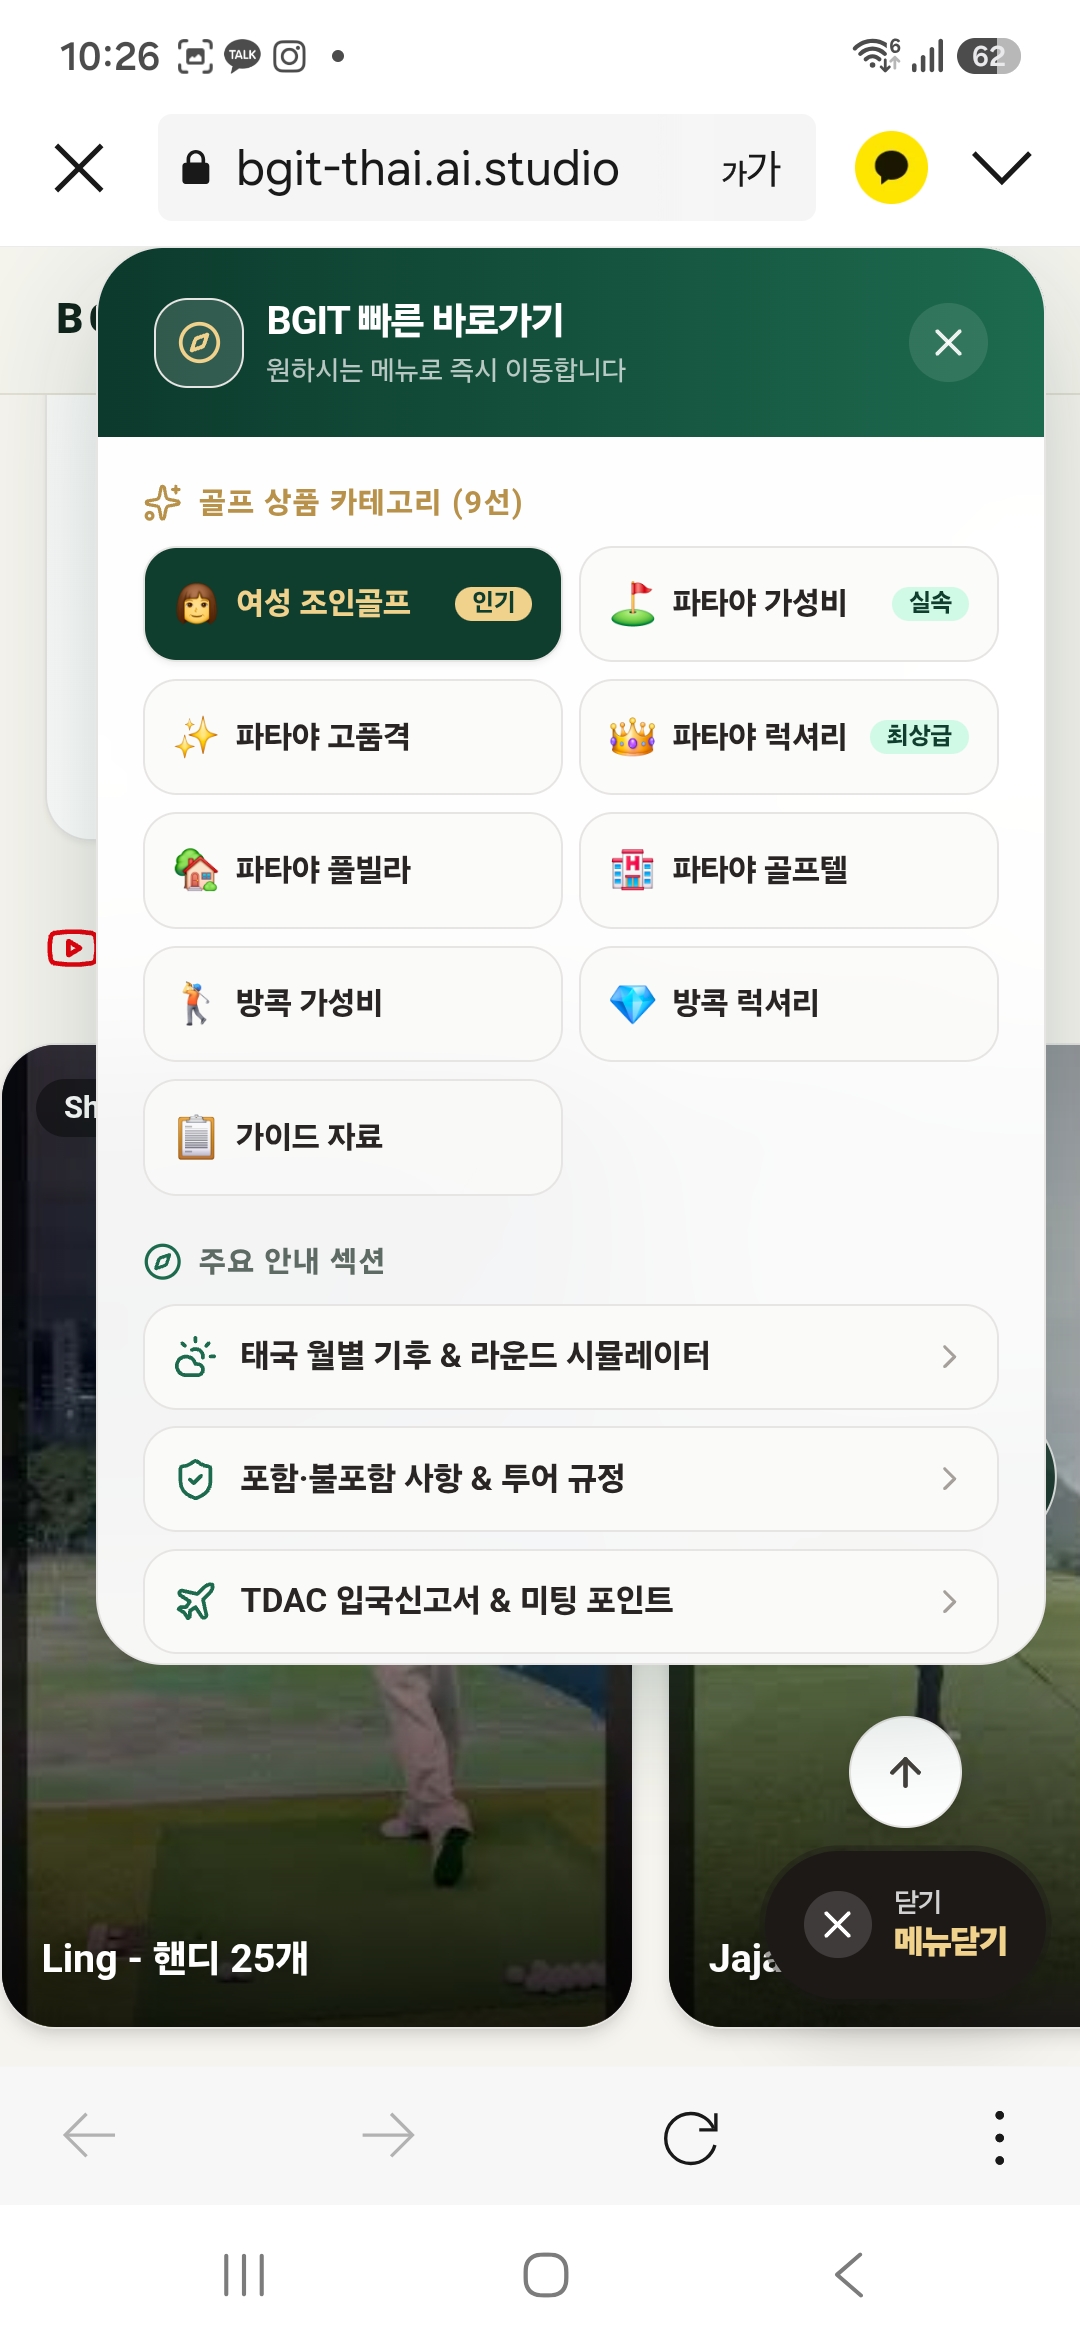 10:26
TALK
6
62
bgit-thai.ai.studio
가가
BGIT 빠른 바로가기
원하시는 메뉴로 즉시 이동합니다
골프 상품 카테고리 (9선)
여성 조인골프 인기
파타야 가성비 실속
파타야 고품격
파타야 럭셔리 최상급
파타야 풀빌라
파타야 골프텔
방콕 가성비
방콕 럭셔리
가이드 자료
Sh
주요 안내 섹션
태국 월별 기후 & 라운드 시뮬레이터
포함·불포함 사항 & 투어 규정
TDAC 입국신고서 & 미팅 포인트
닫기
메뉴닫기
Ling - 핸디 25개
Jaja